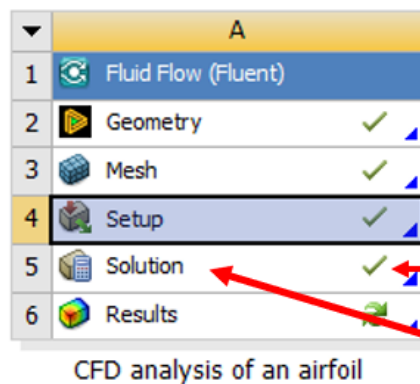 A
1 Fluid Flow (Fluent)
2 Geometry
3 Mesh
4 Setup
5 Solution
6 Results
CFD analysis of an airfoil